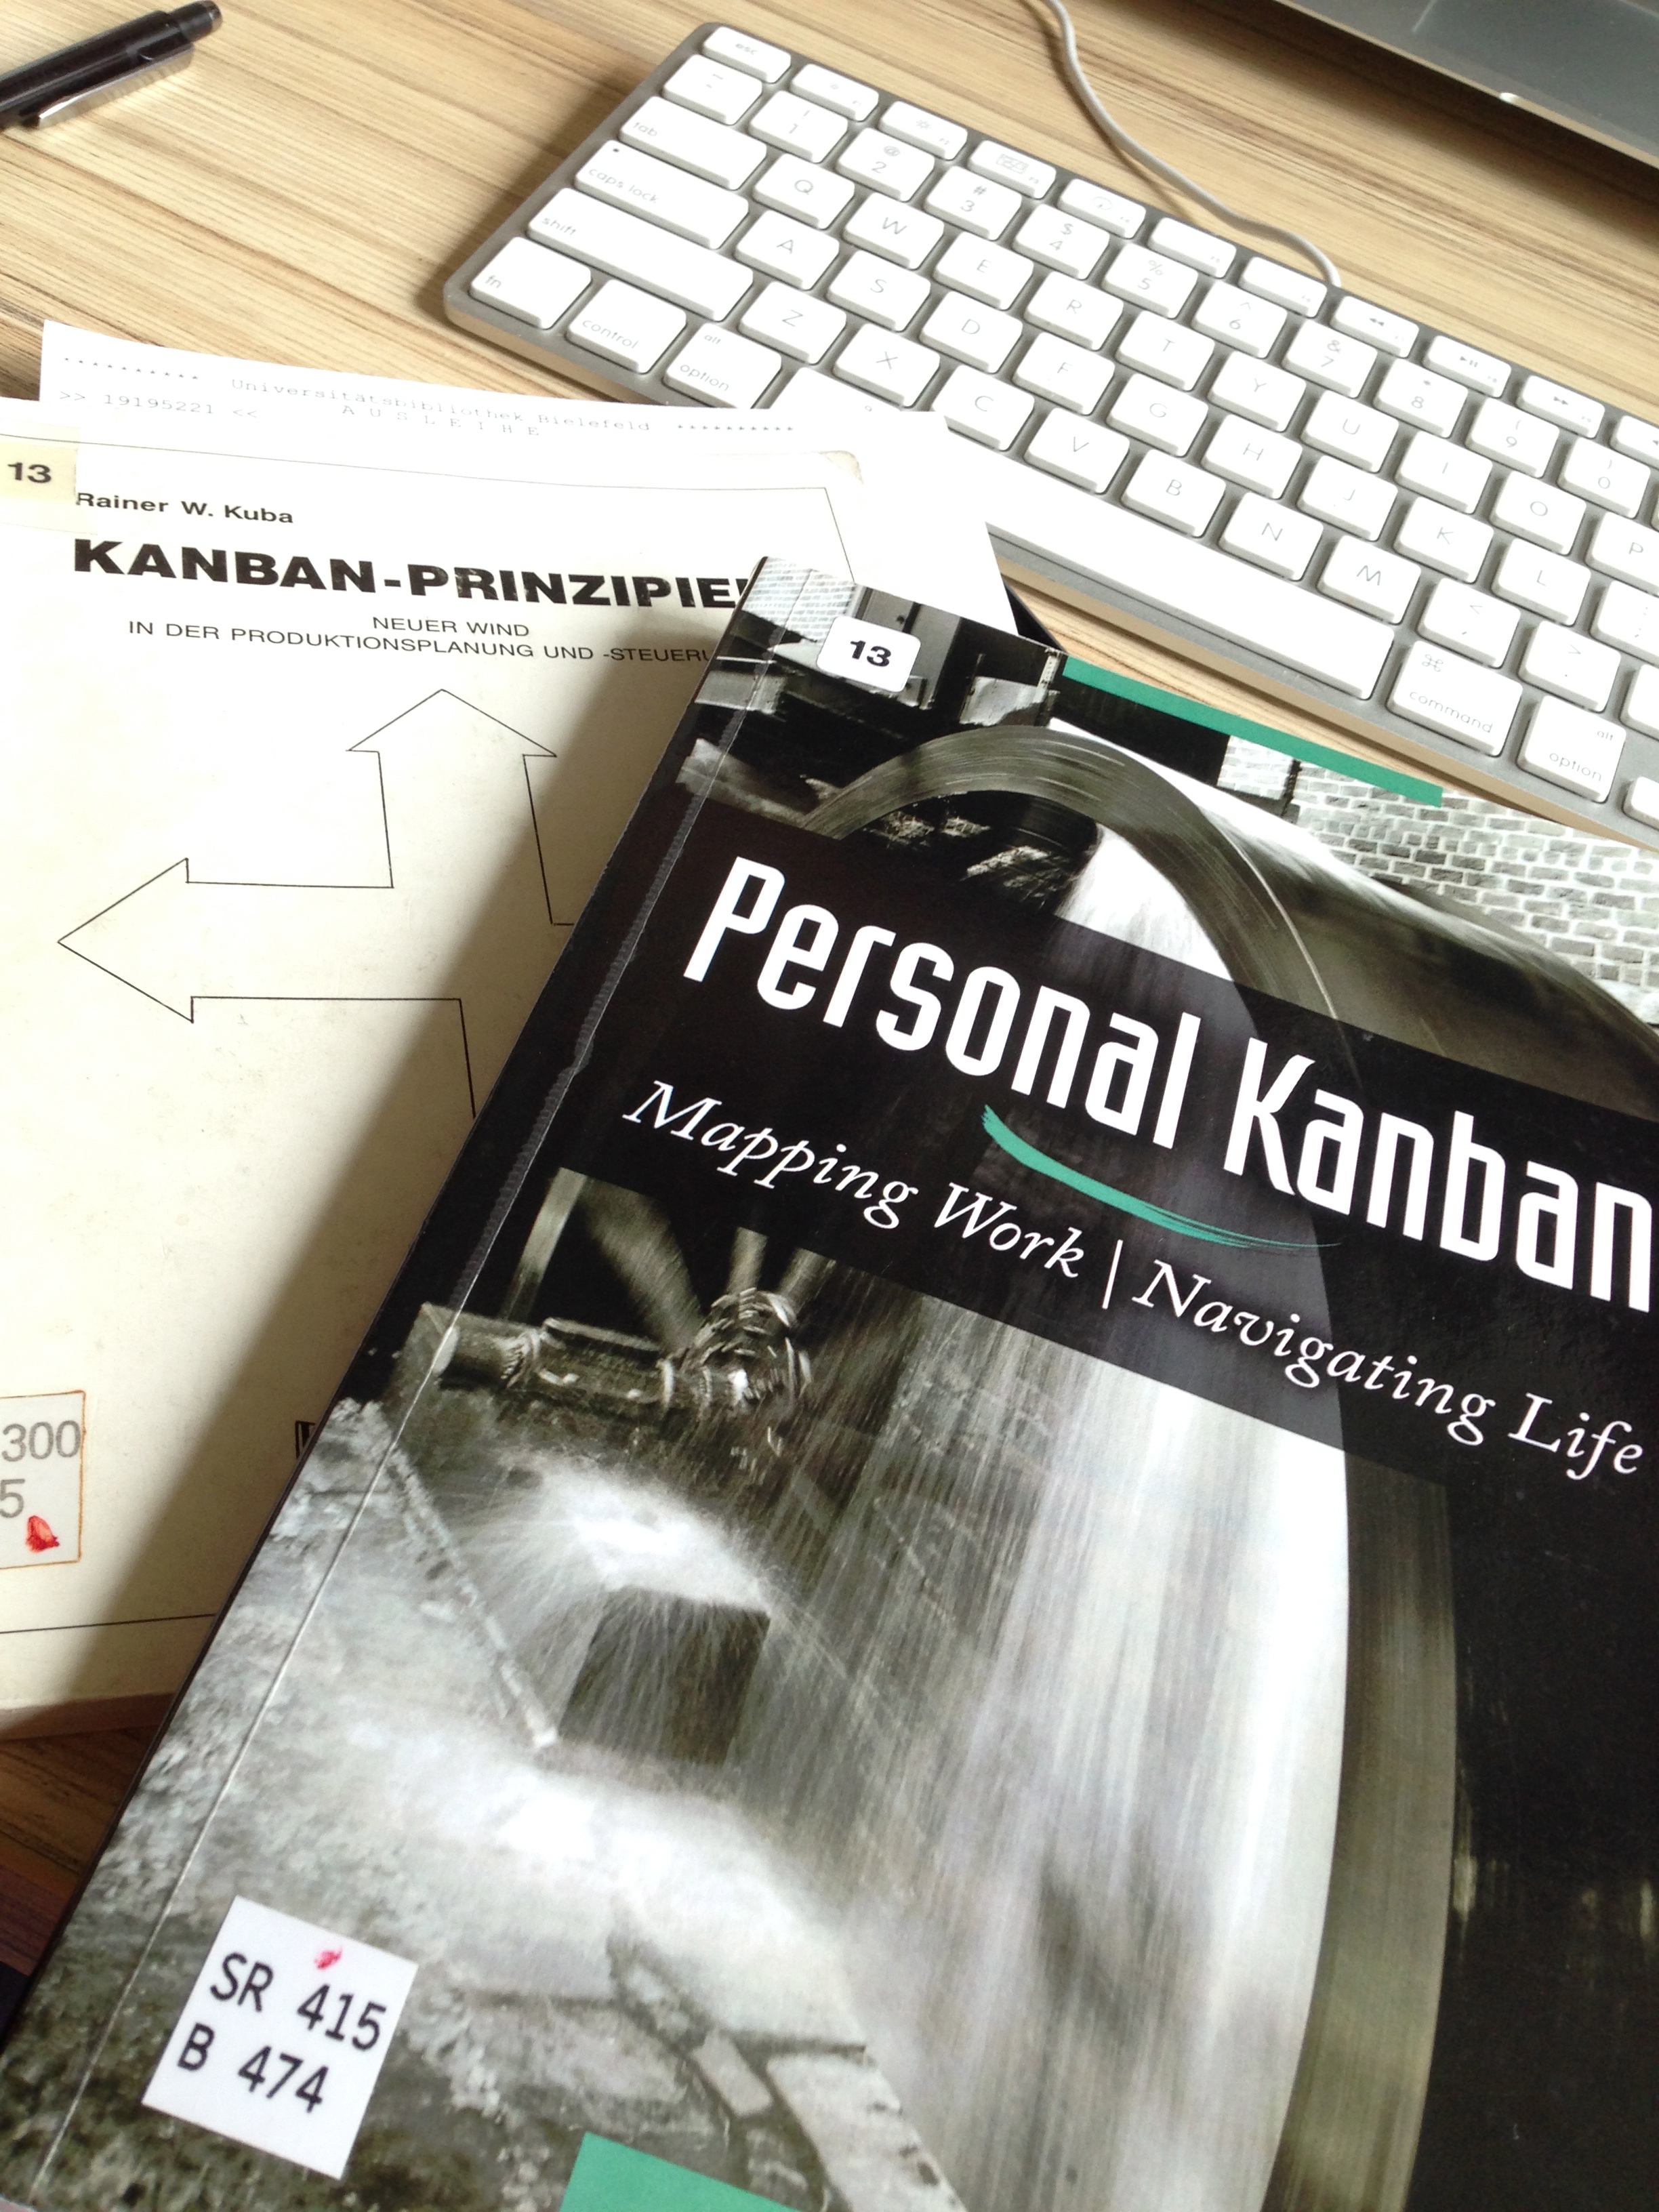 esc
! 1
@ 2
# 3
$ 4
% 5
^ 6
& 7
* 8
( 9
) 0
tab
Q W E R T Y U I O P
caps lock
A S D F G H J K L
shift
Z X C V B N M < >
fn
control
alt option
⌘ command
alt option
********** Universitätsbibliothek Bielefeld **********
>> 19195221 << A U S L E I H E
13
Rainer W. Kuba
KANBAN-PRINZIPIE
NEUER WIND
IN DER PRODUKTIONSPLANUNG UND -STEUERU
300
5
13
Personal Kanban
Mapping Work | Navigating Life
SR 415
B 474